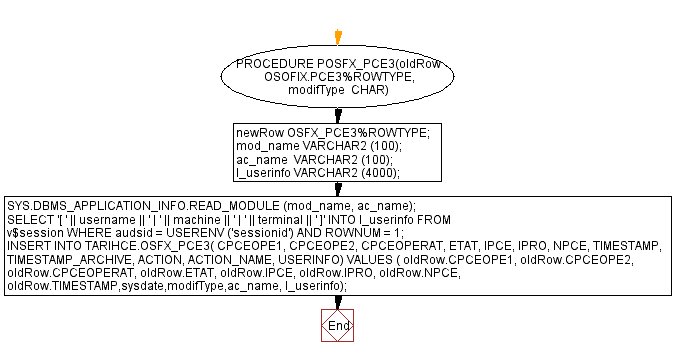 PROCEDURE POSFX_PCE3(oldRow
OSOFIX.PCE3%ROWTYPE,
modifType  CHAR)
newRow OSFX_PCE3%ROWTYPE;
mod_name VARCHAR2 (100);
ac_name  VARCHAR2 (100);
l_userinfo VARCHAR2 (4000);
SYS.DBMS_APPLICATION_INFO.READ_MODULE (mod_name, ac_name);
SELECT '[ ' || username || ' | ' || machine || ' | ' || terminal || ' ]' INTO l_userinfo FROM
v$session WHERE audsid = USERENV ('sessionid') AND ROWNUM = 1;
INSERT INTO TARIHCE.OSFX_PCE3( CPCEOPE1, CPCEOPE2, CPCEOPERAT, ETAT, IPCE, IPRO, NPCE, TIMESTAMP,
TIMESTAMP_ARCHIVE, ACTION, ACTION_NAME, USERINFO) VALUES ( oldRow.CPCEOPE1, oldRow.CPCEOPE2,
oldRow.CPCEOPERAT, oldRow.ETAT, oldRow.IPCE, oldRow.IPRO, oldRow.NPCE,
oldRow.TIMESTAMP,sysdate,modifType,ac_name, l_userinfo);
End